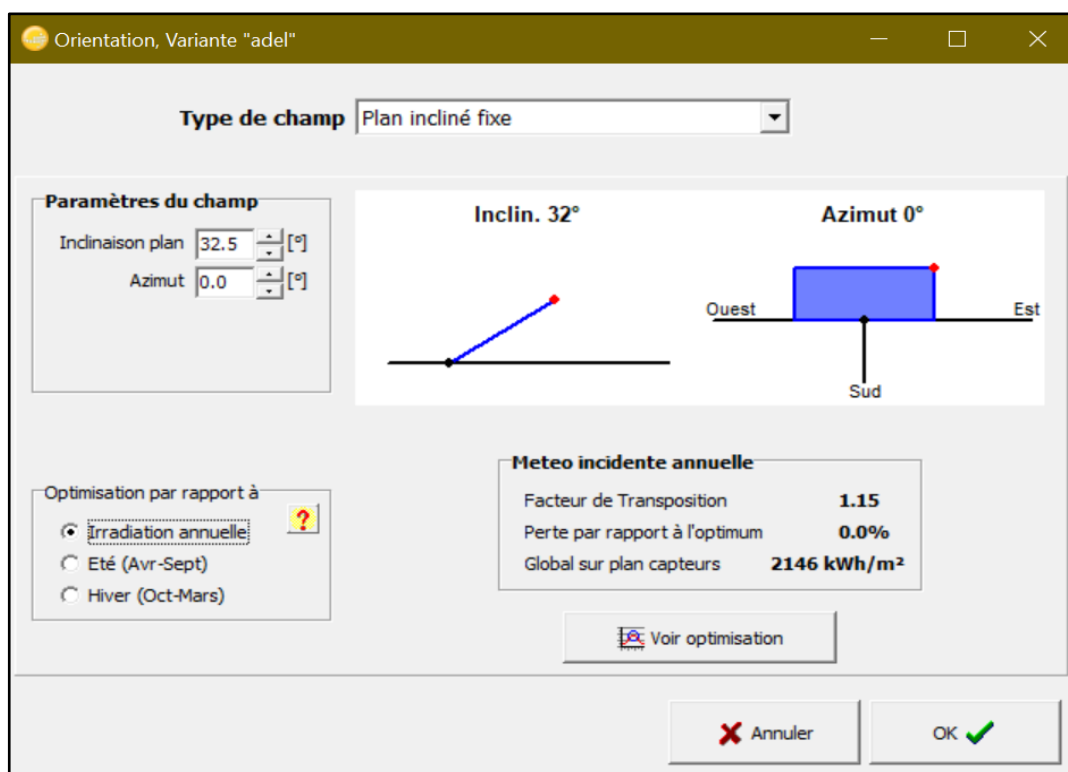 Orientation, Variante "adel"
Type de champ Plan incliné fixe
Paramètres du champ
Inclinaison plan 32.5 [°]
Azimut 0.0 [°]
Inclin. 32°
Azimut 0°
Ouest
Est
Sud
Optimisation par rapport à
?
Irradiation annuelle
Eté (Avr-Sept)
Hiver (Oct-Mars)
Meteo incidente annuelle
Facteur de Transposition 1.15
Perte par rapport à l'optimum 0.0%
Global sur plan capteurs 2146 kWh/m²
Voir optimisation
Annuler
OK